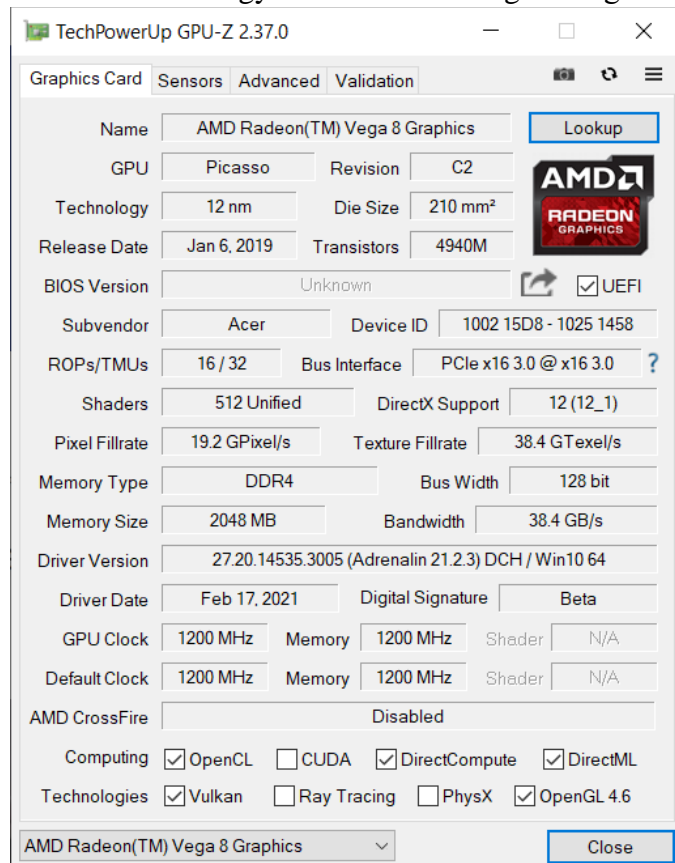 TechPowerUp GPU-Z 2.37.0
Graphics Card Sensors Advanced Validation
Name AMD Radeon(TM) Vega 8 Graphics Lookup
GPU Picasso Revision C2
AMD
RADEON
GRAPHICS
Technology 12 nm Die Size 210 mm²
Release Date Jan 6, 2019 Transistors 4940M
BIOS Version Unknown UEFI
Subvendor Acer Device ID 1002 15D8 - 1025 1458
ROPs/TMUs 16 / 32 Bus Interface PCIe x16 3.0 @ x16 3.0 ?
Shaders 512 Unified DirectX Support 12 (12_1)
Pixel Fillrate 19.2 GPixel/s Texture Fillrate 38.4 GTexel/s
Memory Type DDR4 Bus Width 128 bit
Memory Size 2048 MB Bandwidth 38.4 GB/s
Driver Version 27.20.14535.3005 (Adrenalin 21.2.3) DCH / Win10 64
Driver Date Feb 17, 2021 Digital Signature Beta
GPU Clock 1200 MHz Memory 1200 MHz Shader N/A
Default Clock 1200 MHz Memory 1200 MHz Shader N/A
AMD CrossFire Disabled
Computing OpenCL CUDA DirectCompute DirectML
Technologies Vulkan Ray Tracing PhysX OpenGL 4.6
AMD Radeon(TM) Vega 8 Graphics Close